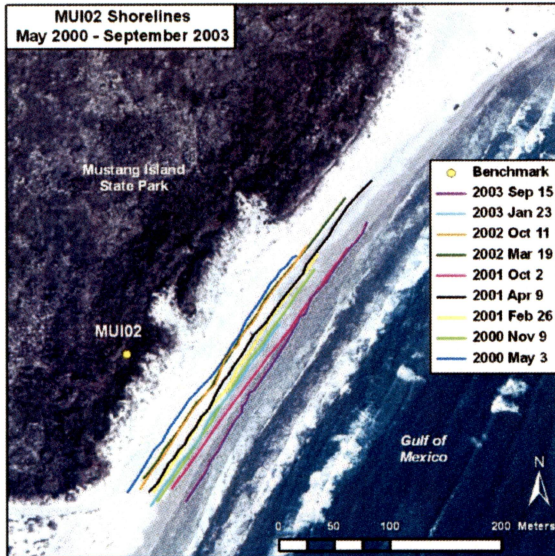 MUI02 Shorelines
May 2000 - September 2003
Mustang Island
State Park
Benchmark
2003 Sep 15
2003 Jan 23
2002 Oct 11
2002 Mar 19
2001 Oct 2
2001 Apr 9
2001 Feb 26
2000 Nov 9
2000 May 3
MUI02
Gulf of
Mexico
N
0 50 100 200 Meters